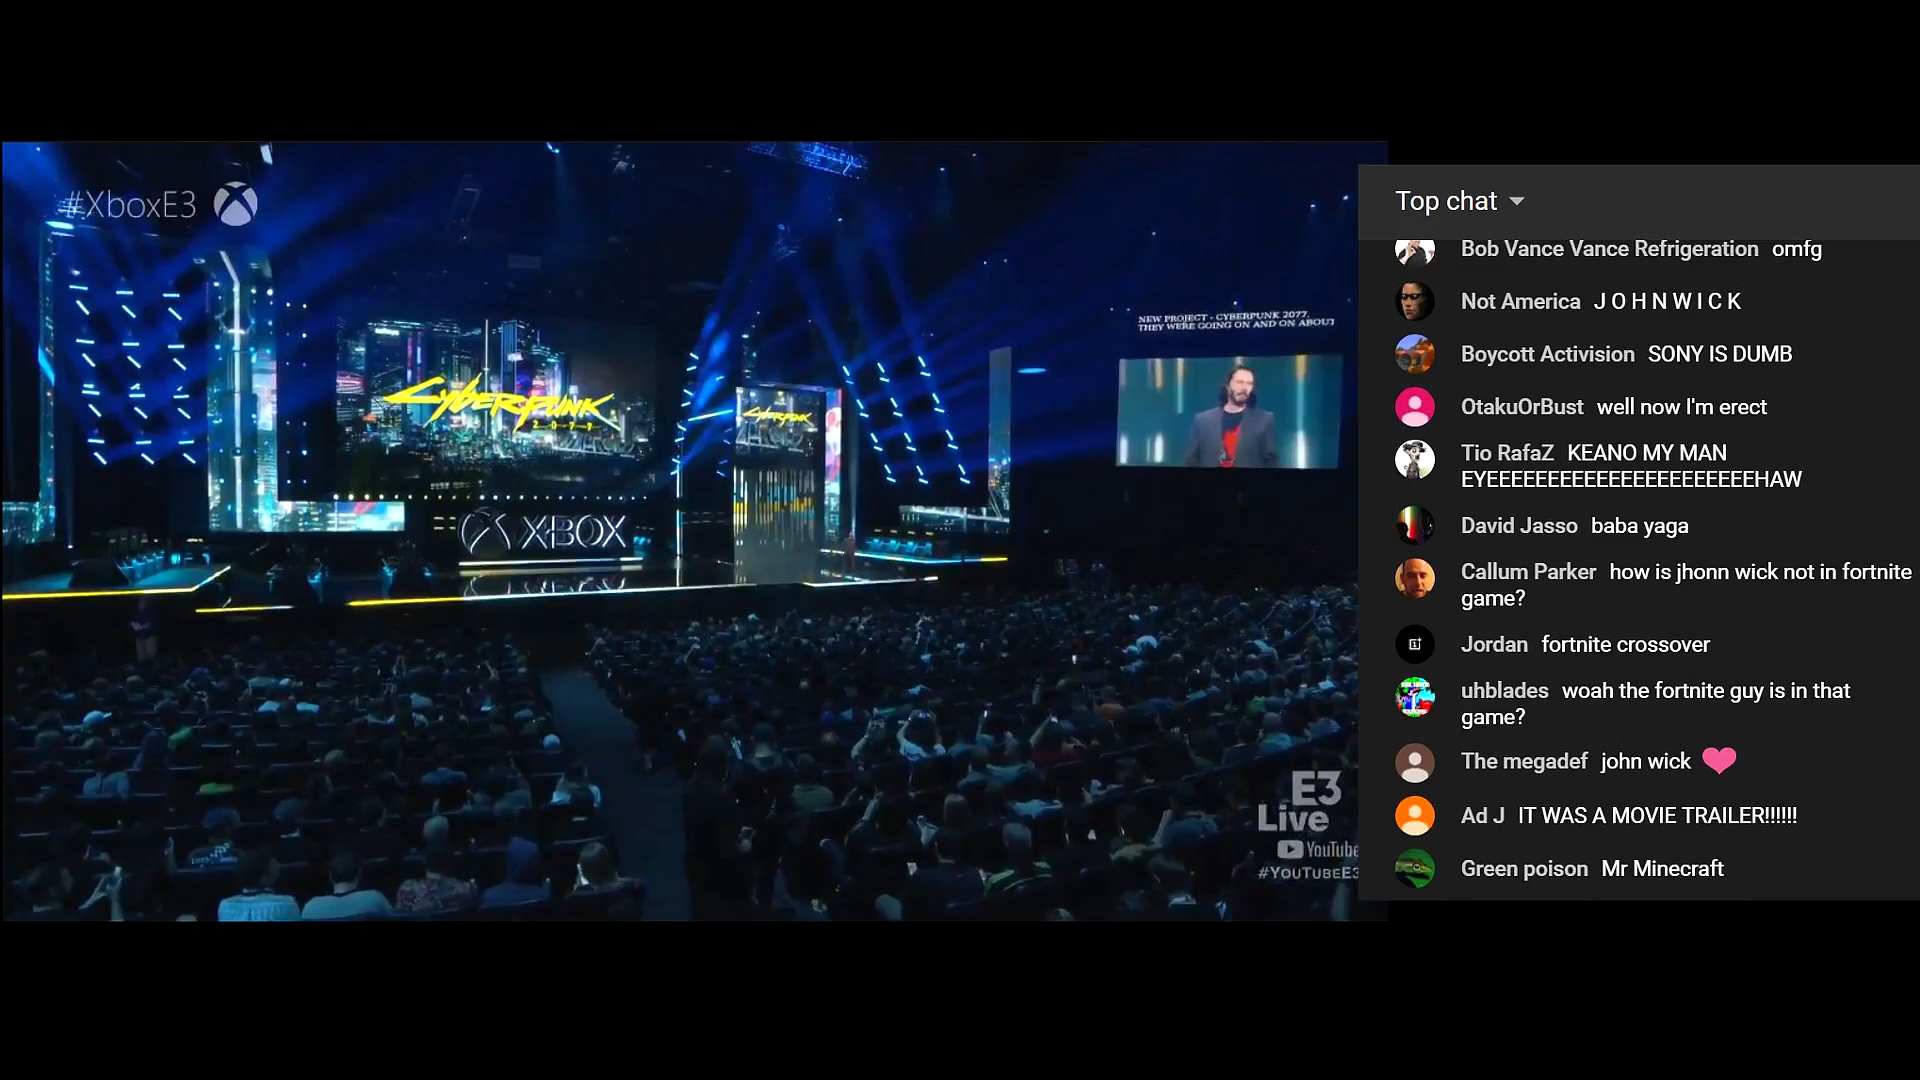 #XboxE3
NEW PROJECT - CYBERPUNK 2077.
THEY WERE GOING ON AND ON ABOUT
CYBERPUNK
2077
CYBERPUNK
XBOX
E3
Live
YouTube
#YOUTUBEE3
Top chat
Bob Vance Vance Refrigeration omfg
Not America J O H N W I C K
Boycott Activision SONY IS DUMB
OtakuOrBust well now I'm erect
Tio RafaZ KEANO MY MAN
EYEEEEEEEEEEEEEEEEEEEEEEHAW
David Jasso baba yaga
Callum Parker how is jhonn wick not in fortnite
game?
Jordan fortnite crossover
uhblades woah the fortnite guy is in that
game?
The megadef john wick
Ad J IT WAS A MOVIE TRAILER!!!!!!
Green poison Mr Minecraft